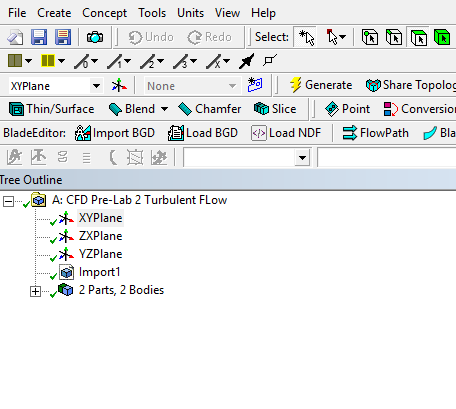 File Create Concept Tools Units View Help
Undo Redo Select:
XYPlane None Generate Share Topolog
Thin/Surface Blend Chamfer Slice Point Conversion
BladeEditor: Import BGD Load BGD Load NDF FlowPath Bla
A A
Tree Outline
A: CFD Pre-Lab 2 Turbulent FLow
XYPlane
ZXPlane
YZPlane
Import1
2 Parts, 2 Bodies